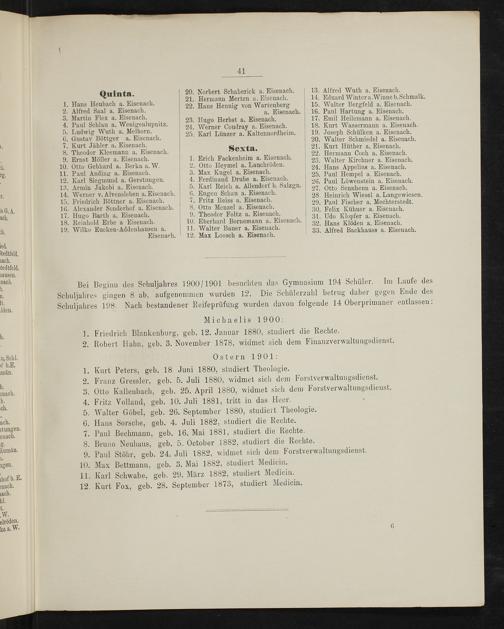 41
Quinta.
1. Hans Heubach a. Eisenach.
2. Alfred Saal a. Eisenach.
3. Martin Flex a. Eisenach.
4. Paul Schlau a. Wenigenlupnitz.
5. Ludwig Wuth a. Melborn.
6. Gustav Böttger a. Eisenach.
7. Kurt Jähler a. Eisenach.
8. Theodor Kleemann a. Eisenach.
9. Ernst Möller a. Eisenach.
10. Otto Gebhard a. Berka a. W.
11. Paul Anding a. Eisenach.
12. Karl Siegmund a. Gerstungen.
13. Armin Jakobi a. Eisenach.
14. Werner v. Alvensleben a. Eisenach.
15. Friedrich Büttner a. Eisenach.
16. Alexander Senderhof a. Eisenach.
17. Hugo Barth a. Eisenach.
18. Reinhold Erbe a. Eisenach.
19. Wilko Eucken-Addenhausen a.
Eisenach.
20. Norbert Schaberick a. Eisenach.
21. Hermann Merten a. Eisenach.
22. Hans Hennig von Wartenberg
a. Eisenach.
23. Hugo Herbst a. Eisenach.
24. Werner Coudray a. Eisenach.
25. Karl Lünzer a. Kaltennordheim.
Sexta.
1. Erich Fackenheim a. Eisenach.
2. Otto Heymel a. Lauchröden.
3. Max Kugel a. Eisenach.
4. Ferdinand Drube a. Eisenach.
5. Karl Reich a. Allendorf b. Salzgn.
6. Eugen Schan a. Eisenach.
7. Fritz Reiss a. Eisenach.
8. Otto Menzel a. Eisenach.
9. Theodor Foltz a. Eisenach.
10. Eberhard Bornemann a. Eisenach.
11. Walter Bauer a. Eisenach.
12. Max Loesch a. Eisenach.
13. Alfred Wuth a. Eisenach.
14. Eduard Winter a. Winne b. Schmalk.
15. Walter Bergfeld a. Eisenach.
16. Paul Hartung a. Eisenach.
17. Emil Heilemann a. Eisenach.
18. Kurt Wassermann a. Eisenach.
19. Joseph Schülken a. Eisenach.
20. Walter Schmiedel a. Eisenach.
21. Kurt Hüther a. Eisenach.
22. Hermann Coch a. Eisenach.
23. Walter Kirchner a. Eisenach.
24. Hans Appelius a. Eisenach.
25. Paul Hempel a. Eisenach.
26. Paul Löwenstein a. Eisenach.
27. Otto Sensheru a. Eisenach.
28. Heinrich Wiessl a. Langewiesen.
29. Paul Fischer a. Mechterstedt.
30. Felix Kühner a. Eisenach.
31. Udo Klopfer a. Eisenach.
32. Hans Klöden a. Eisenach.
33. Alfred Backhauss a. Eisenach.
Bei Beginn des Schuljahres 1900/1901 besuchten das Gymnasium 194 Schüler. Im Laufe des
Schuljahres gingen 8 ab, aufgenommen wurden 12. Die Schülerzahl betrug daher gegen Ende des
Schuljahres 198. Nach bestandener Reifeprüfung wurden davon folgende 14 Oberprimaner entlassen:
Michaelis 1900:
1. Friedrich Blankenburg, geb. 12. Januar 1880, studiert die Rechte.
2. Robert Hahn, geb. 3. November 1878, widmet sich dem Finanzverwaltungsdienst.
Ostern 1901:
1. Kurt Peters, geb. 18 Juni 1880, studiert Theologie.
2. Franz Gressler, geb. 5. Juli 1880, widmet sich dem Forstverwaltungsdienst.
3. Otto Kallenbach, geb. 25. April 1880, widmet sich dem Forstverwaltungsdienst.
4. Fritz Volland, geb. 10. Juli 1881, tritt in das Heer.
5. Walter Göbel, geb. 26. September 1880, studiert Theologie.
6. Hans Sorsche, geb. 4. Juli 1882, studiert die Rechte.
7. Paul Bechmann, geb. 16. Mai 1881, studiert die Rechte.
8. Bruno Neuhaus, geb. 5. October 1882, studiert die Rechte.
9. Paul Stöhr, geb. 24. Juli 1882, widmet sich dem Forstverwaltungsdienst.
10. Max Bettmann, geb. 3. Mai 1882, studiert Medicin.
11. Karl Schwabe, geb. 29. März 1882, studiert Medicin.
12. Kurt Fox, geb. 28. September 1873, studiert Medicin.
6